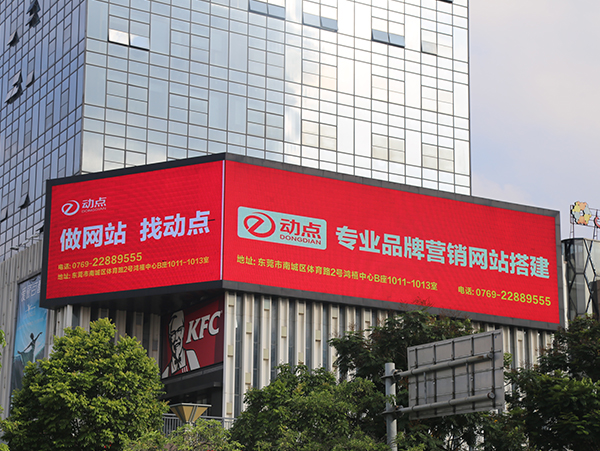 动点
DONGDIAN
做网站 找动点
电话: 0769-22889555
地址: 东莞市南城区体育路2号鸿禧中心B座1011-1013室
动点
DONGDIAN
专业品牌营销网站搭建
地址: 东莞市南城区体育路2号鸿禧中心B座1011-1013室
电话: 0769-22889555
KFC